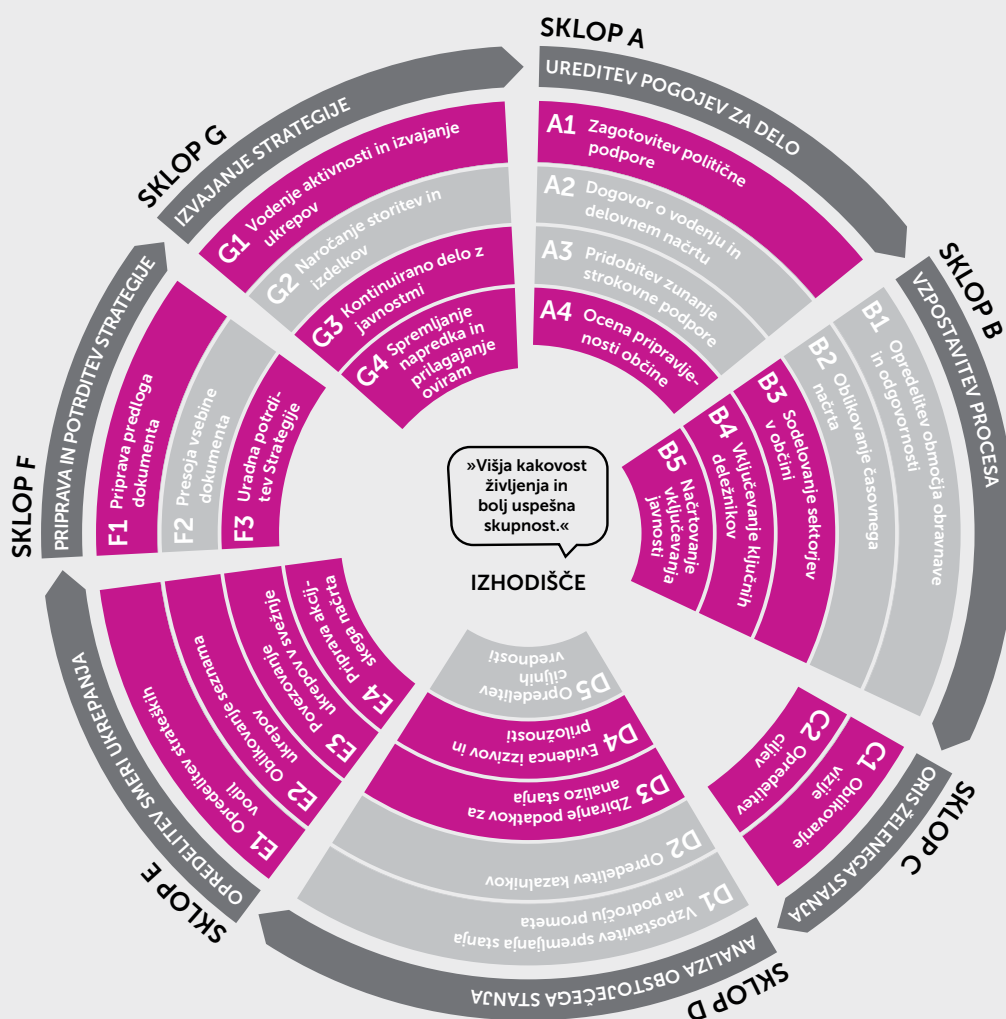 SKLOP A
UREDITEV POGOJEV ZA DELO
A1 Zagotovitev politične
podpore
A2 Dogovor o vodenju in
delovnem načrtu
A3 Pridobitev zunanje
strokovne podpore
A4 Ocena pripravlje-
nosti občine
SKLOP B
VZPOSTAVITEV PROCESA
B1 Opredelitev območja obravnave
in odgovornosti
B2 Oblikovanje časovnega
načrta
B3 Sodelovanje sektorjev
v občini
B4 Vključevanje ključnih
deležnikov
B5 Načrtovanje
vključevanja
javnosti
SKLOP C
ORIS ŽELENEGA STANJA
C1 Oblikovanje
vizije
C2 Opredelitev
ciljev
SKLOP D
ANALIZA OBSTOJEČEGA STANJA
D1 Vzpostavitev spremljanja stanja
na področju prometa
D2 Opredelitev kazalnikov
D3 Zbiranje podatkov za
analizo stanja
D4 Evidenca izzivov in
priložnosti
D5 Opredelitev
ciljnih
vrednosti
SKLOP E
OPREDELITEV SMERI UKREPANJA
E1 Opredelitev strateških
vodil
E2 Oblikovanje seznama
ukrepov
E3 Povezovanje
ukrepov v svežnje
E4 Priprava akcij-
skega načrta
SKLOP F
PRIPRAVA IN POTRDITEV STRATEGIJE
F1 Priprava predloga
dokumenta
F2 Presoja vsebine
dokumenta
F3 Uradna potrdi-
tev Strategije
SKLOP G
IZVAJANJE STRATEGIJE
G1 Vodenje aktivnosti in izvajanje
ukrepov
G2 Naročanje storitev in
izdelkov
G3 Kontinuirano delo z
javnostmi
G4 Spremljanje
napredka in
prilagajanje
oviram
»Višja kakovost
življenja in
bolj uspešna
skupnost.«
IZHODIŠČE